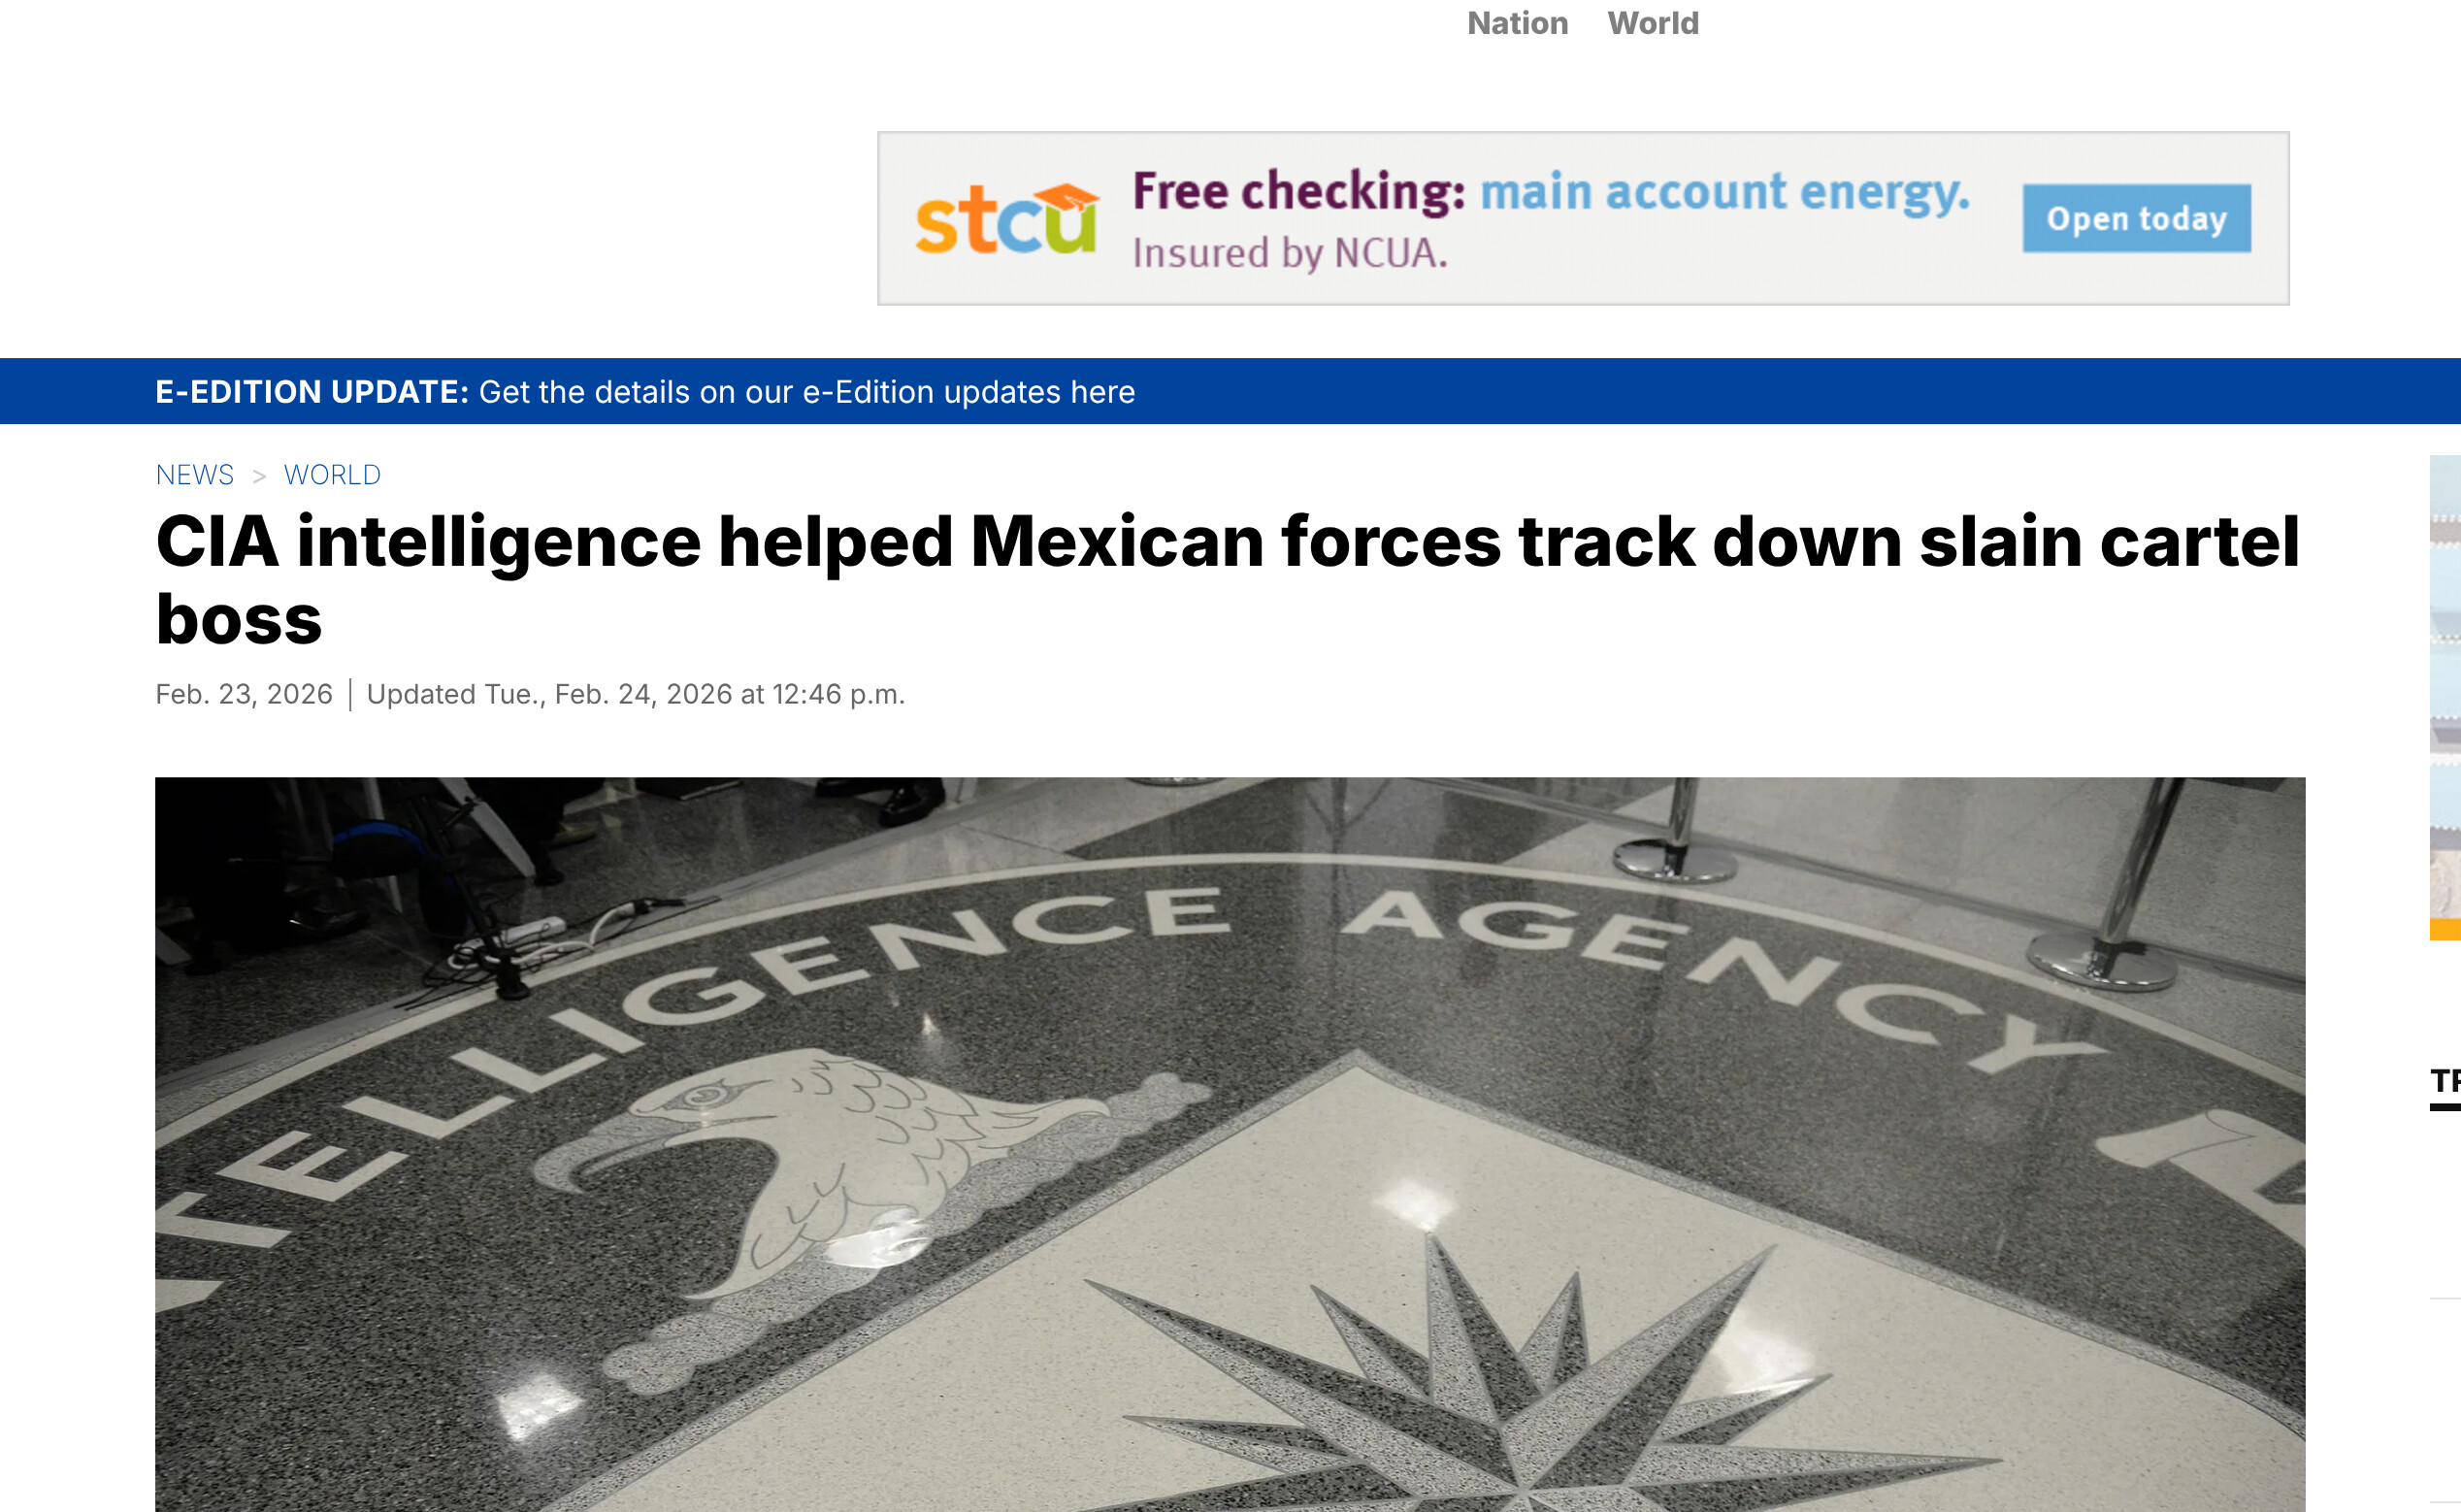 Nation World
stcu
Free checking: main account energy.
Insured by NCUA.
Open today
E-EDITION UPDATE: Get the details on our e-Edition updates here
NEWS > WORLD
CIA intelligence helped Mexican forces track down slain cartel
boss
Feb. 23, 2026 | Updated Tue., Feb. 24, 2026 at 12:46 p.m.
TELLIGENCE AGENCY